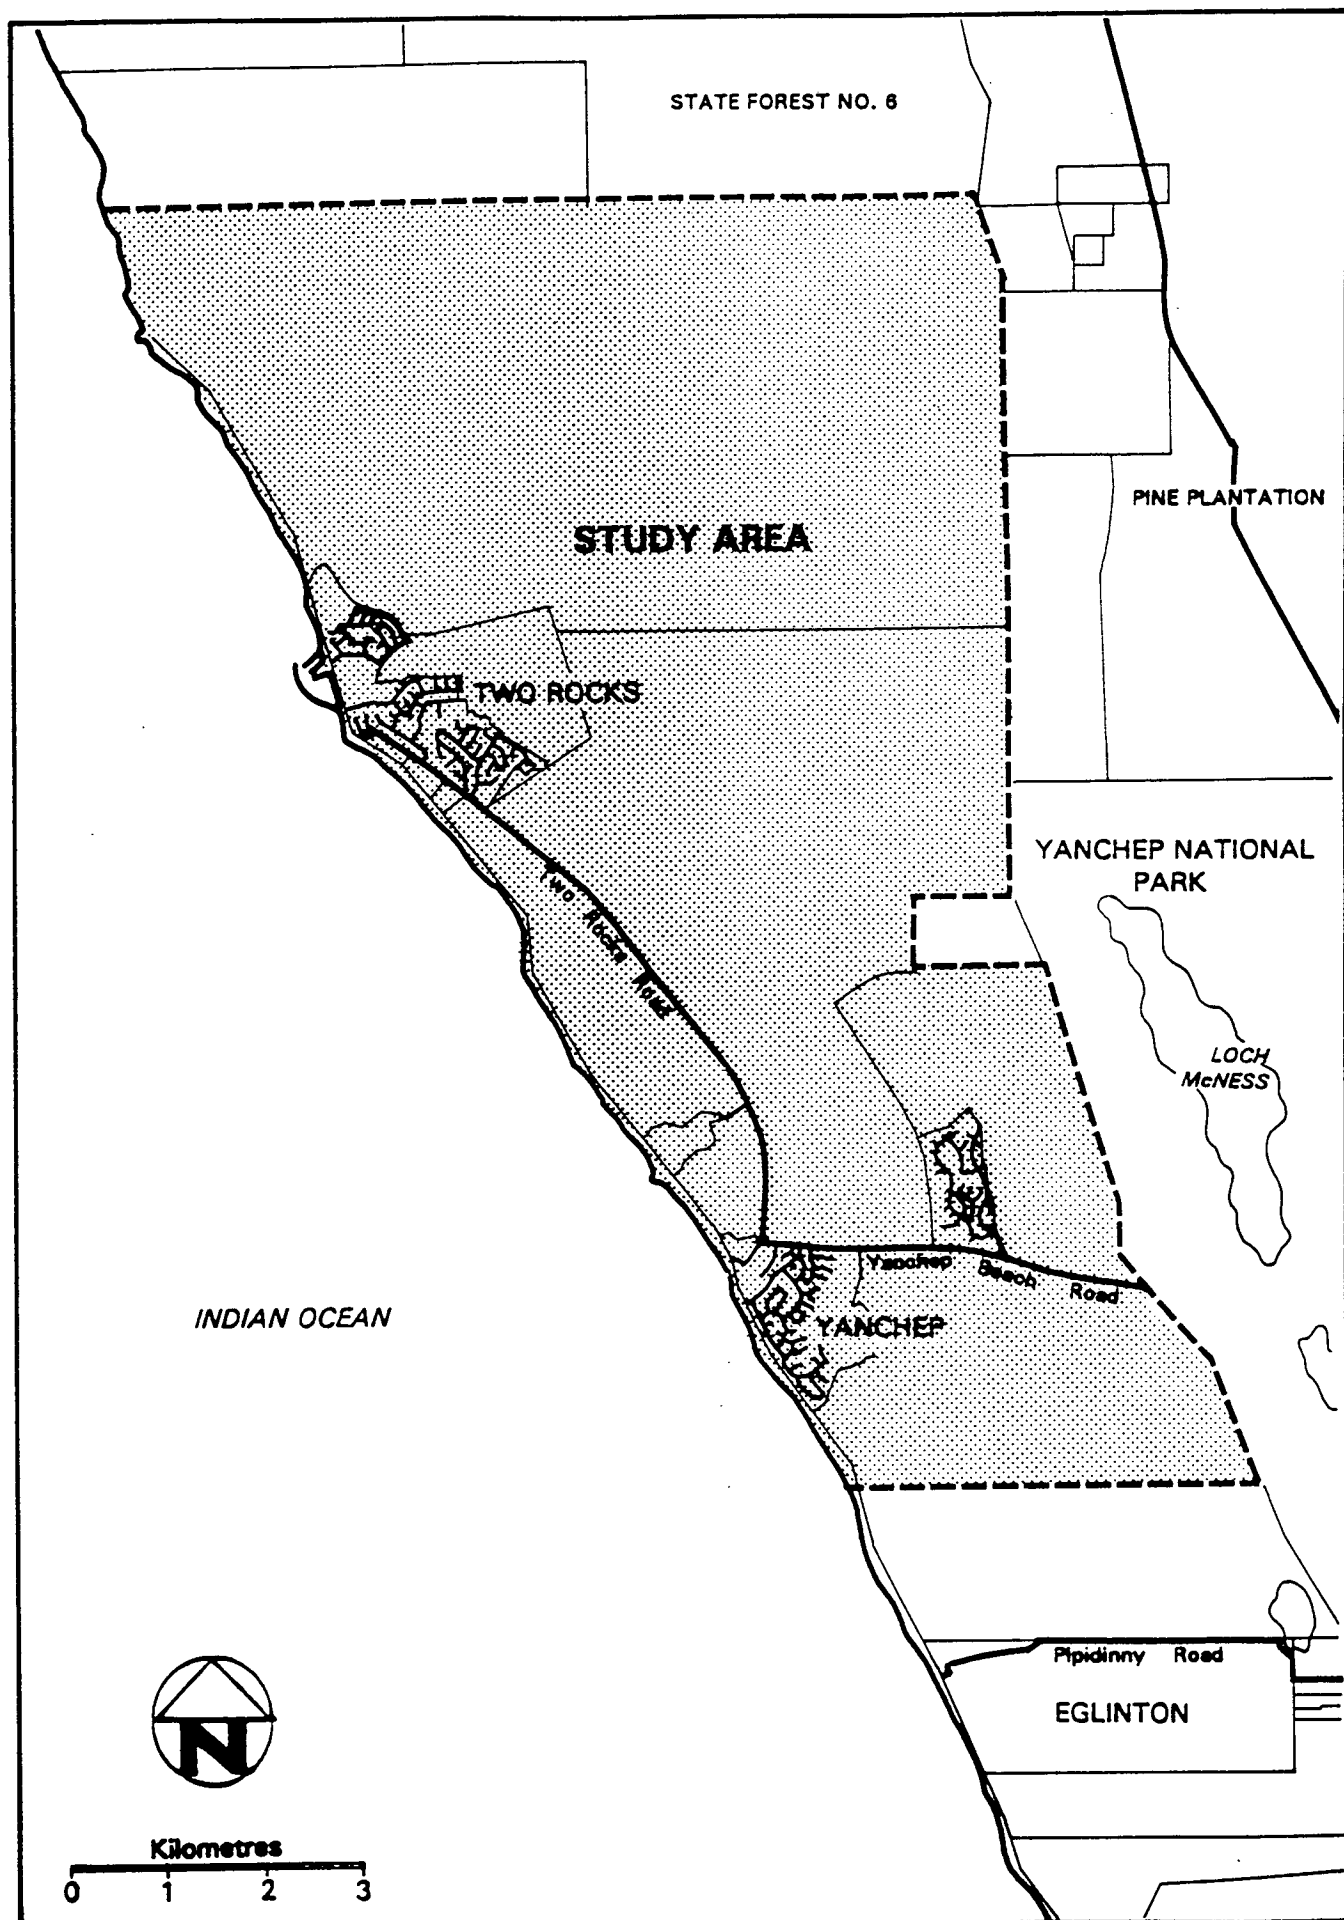 STATE FOREST NO. 6
PINE PLANTATION
STUDY AREA
TWO ROCKS
YANCHEP NATIONAL
PARK
Two Rocks Road
LOCH
McNESS
Yanchep Beach Road
INDIAN OCEAN
YANCHEP
Pipidinny Road
EGLINTON
N
Kilometres
0 1 2 3